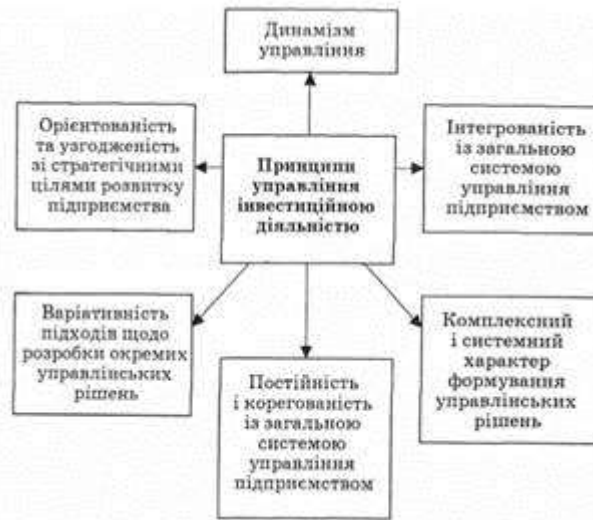 Динамізм
управління
Орієнтованість
та узгодженість
зі стратегічними
цілями розвитку
підприємства
Принципи
управління
інвестиційною
діяльністю
Інтегрованість
із загальною
системою
управління
підприємством
Варіативність
підходів щодо
розробки окремих
управлінських
рішень
Постійність
і корегованість
із загальною
системою
управління
підприємством
Комплексний
і системний
характер
формування
управлінських
рішень